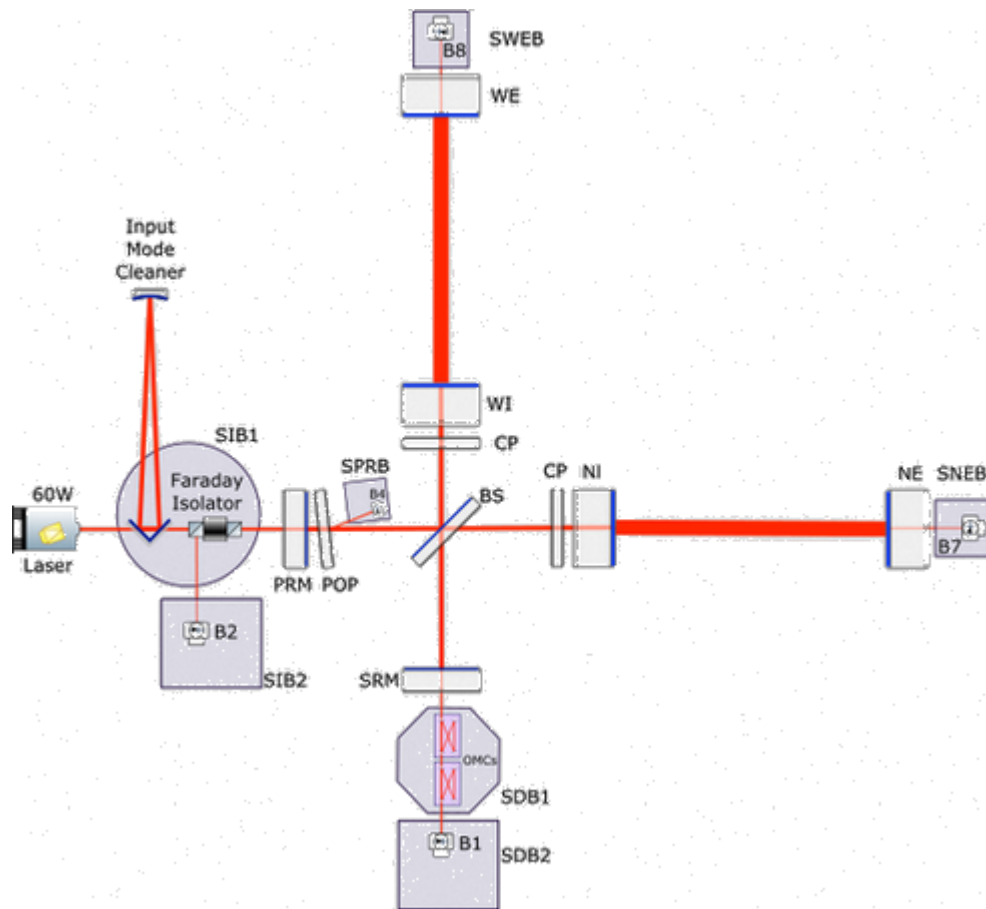 B8
SWEB
WE
Input
Mode
Cleaner
WI
CP
SIB1
SPRB
B4
Faraday
Isolator
60W
Laser
BS
CP
NI
NE
SNEB
B7
PRM
POP
B2
SIB2
SRM
OMCs
SDB1
B1
SDB2